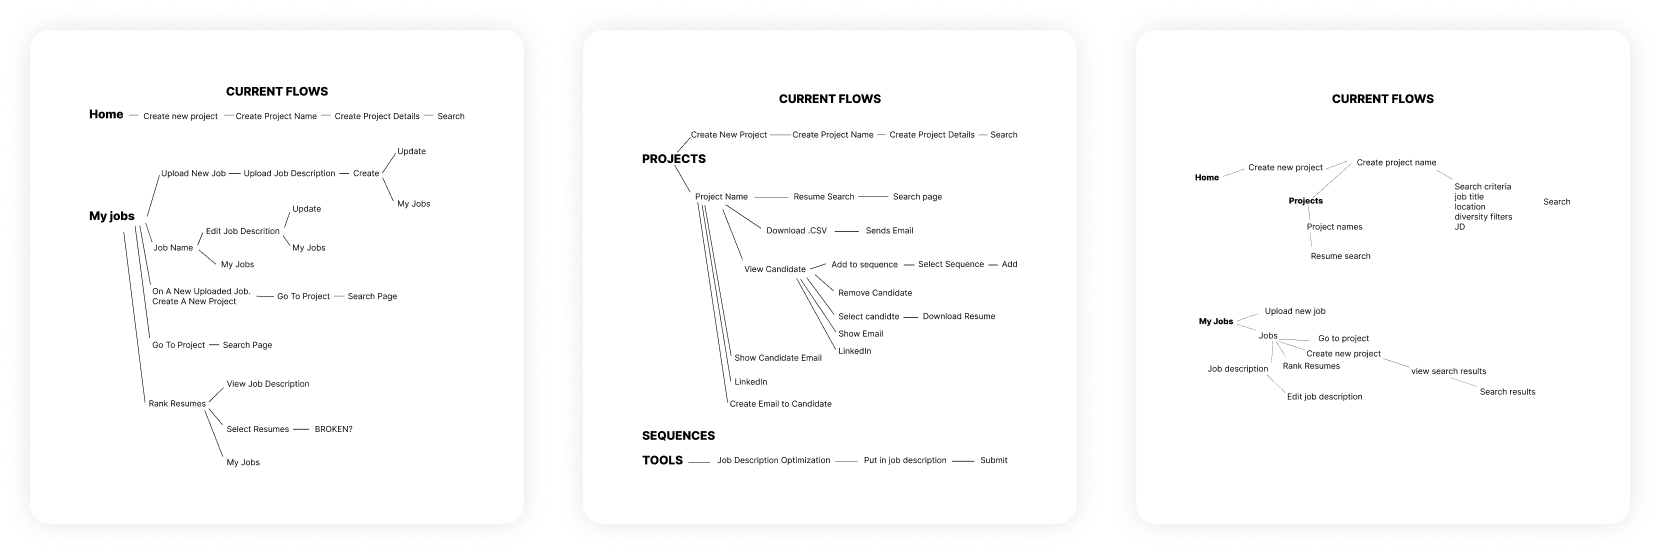 CURRENT FLOWS
Home
Create new project
Create Project Name
Create Project Details
Search
Update
Upload New Job
Upload Job Description
Create
My Jobs
My jobs
Update
Edit Job Descrition
Job Name
My Jobs
My Jobs
On A New Uploaded Job.
Create A New Project
Go To Project
Search Page
Go To Project
Search Page
View Job Description
Rank Resumes
Select Resumes
BROKEN?
My Jobs
CURRENT FLOWS
Create New Project
Create Project Name
Create Project Details
Search
PROJECTS
Project Name
Resume Search
Search page
Download .CSV
Sends Email
View Candidate
Add to sequence
Select Sequence
Add
Remove Candidate
Select candidte
Download Resume
Show Email
LinkedIn
Show Candidate Email
LinkedIn
Create Email to Candidate
SEQUENCES
TOOLS
Job Description Optimization
Put in job description
Submit
CURRENT FLOWS
Home
Create new project
Create project name
Projects
Search criteria
job title
location
diversity filters
JD
Search
Project names
Resume search
My Jobs
Upload new job
Jobs
Go to project
Create new project
Rank Resumes
Job description
view search results
Search results
Edit job description